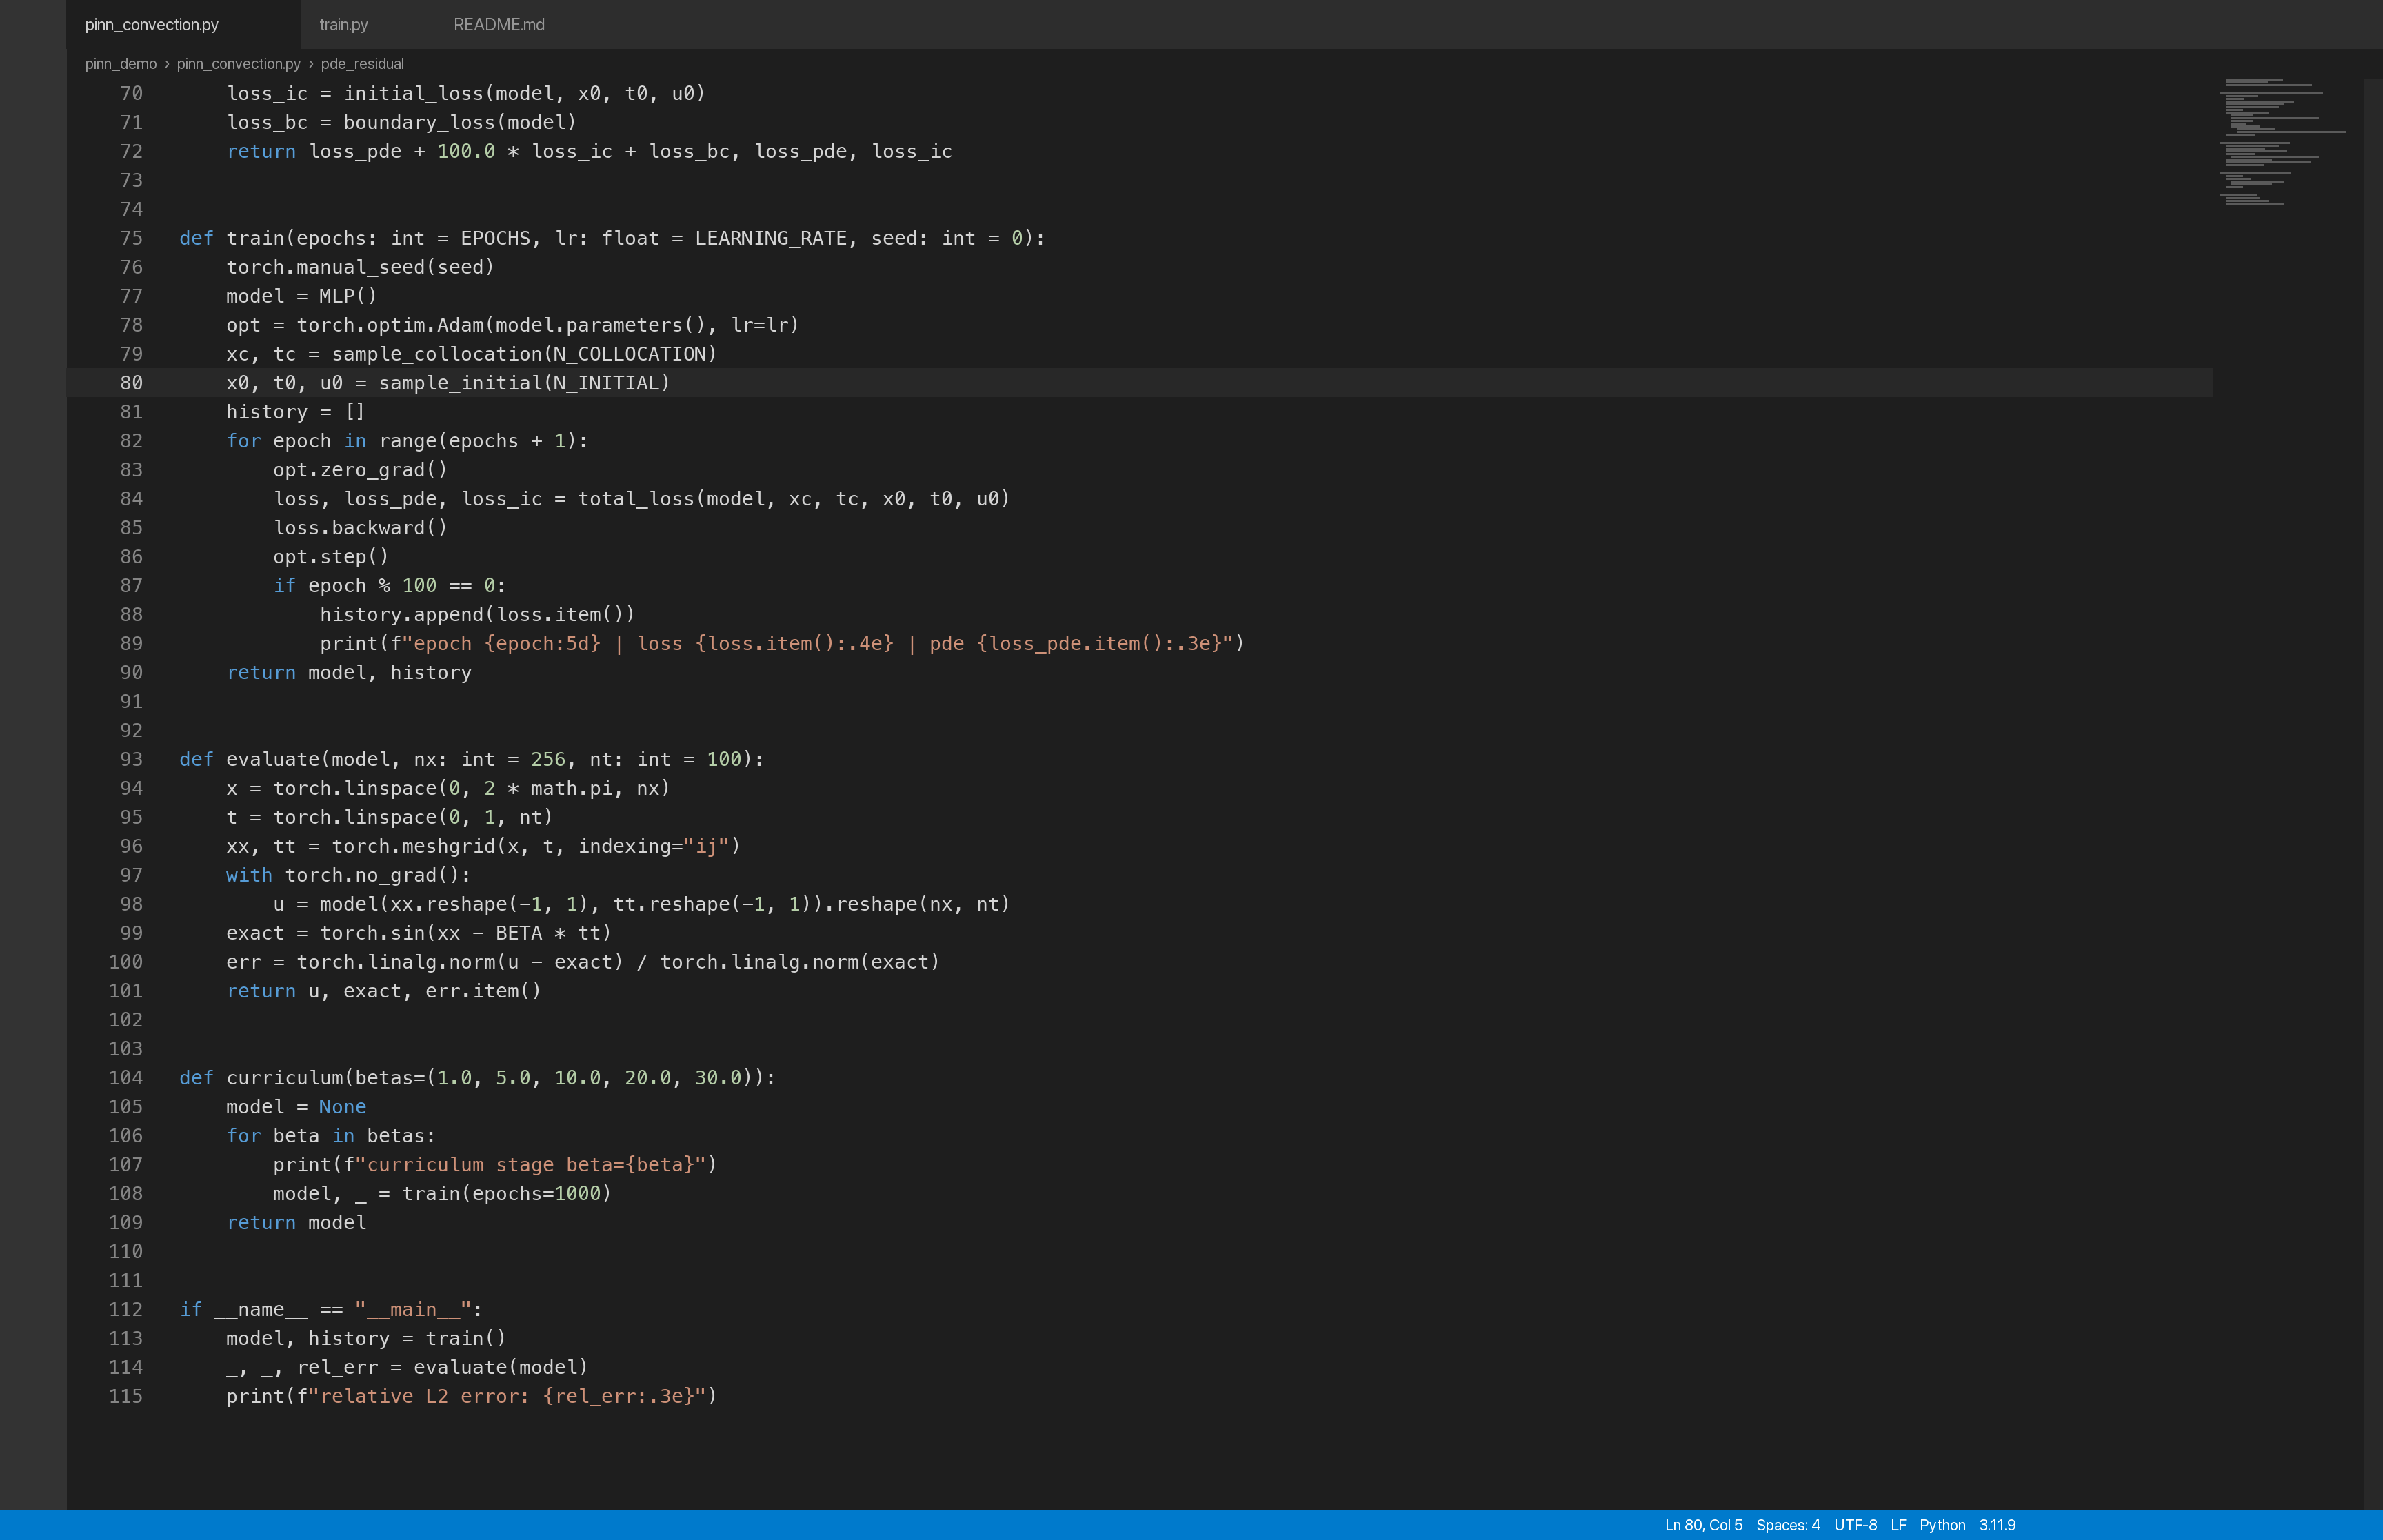 pinn_convection.py train.py README.md
pinn_demo › pinn_convection.py › pde_residual
70     loss_ic = initial_loss(model, x0, t0, u0)
71     loss_bc = boundary_loss(model)
72     return loss_pde + 100.0 * loss_ic + loss_bc, loss_pde, loss_ic
73
74
75 def train(epochs: int = EPOCHS, lr: float = LEARNING_RATE, seed: int = 0):
76     torch.manual_seed(seed)
77     model = MLP()
78     opt = torch.optim.Adam(model.parameters(), lr=lr)
79     xc, tc = sample_collocation(N_COLLOCATION)
80     x0, t0, u0 = sample_initial(N_INITIAL)
81     history = []
82     for epoch in range(epochs + 1):
83         opt.zero_grad()
84         loss, loss_pde, loss_ic = total_loss(model, xc, tc, x0, t0, u0)
85         loss.backward()
86         opt.step()
87         if epoch % 100 == 0:
88             history.append(loss.item())
89             print(f"epoch {epoch:5d} | loss {loss.item():.4e} | pde {loss_pde.item():.3e}")
90     return model, history
91
92
93 def evaluate(model, nx: int = 256, nt: int = 100):
94     x = torch.linspace(0, 2 * math.pi, nx)
95     t = torch.linspace(0, 1, nt)
96     xx, tt = torch.meshgrid(x, t, indexing="ij")
97     with torch.no_grad():
98         u = model(xx.reshape(-1, 1), tt.reshape(-1, 1)).reshape(nx, nt)
99     exact = torch.sin(xx - BETA * tt)
100     err = torch.linalg.norm(u - exact) / torch.linalg.norm(exact)
101     return u, exact, err.item()
102
103
104 def curriculum(betas=(1.0, 5.0, 10.0, 20.0, 30.0)):
105     model = None
106     for beta in betas:
107         print(f"curriculum stage beta={beta}")
108         model, _ = train(epochs=1000)
109     return model
110
111
112 if __name__ == "__main__":
113     model, history = train()
114     _, _, rel_err = evaluate(model)
115     print(f"relative L2 error: {rel_err:.3e}")
Ln 80, Col 5 Spaces: 4 UTF-8 LF Python 3.11.9